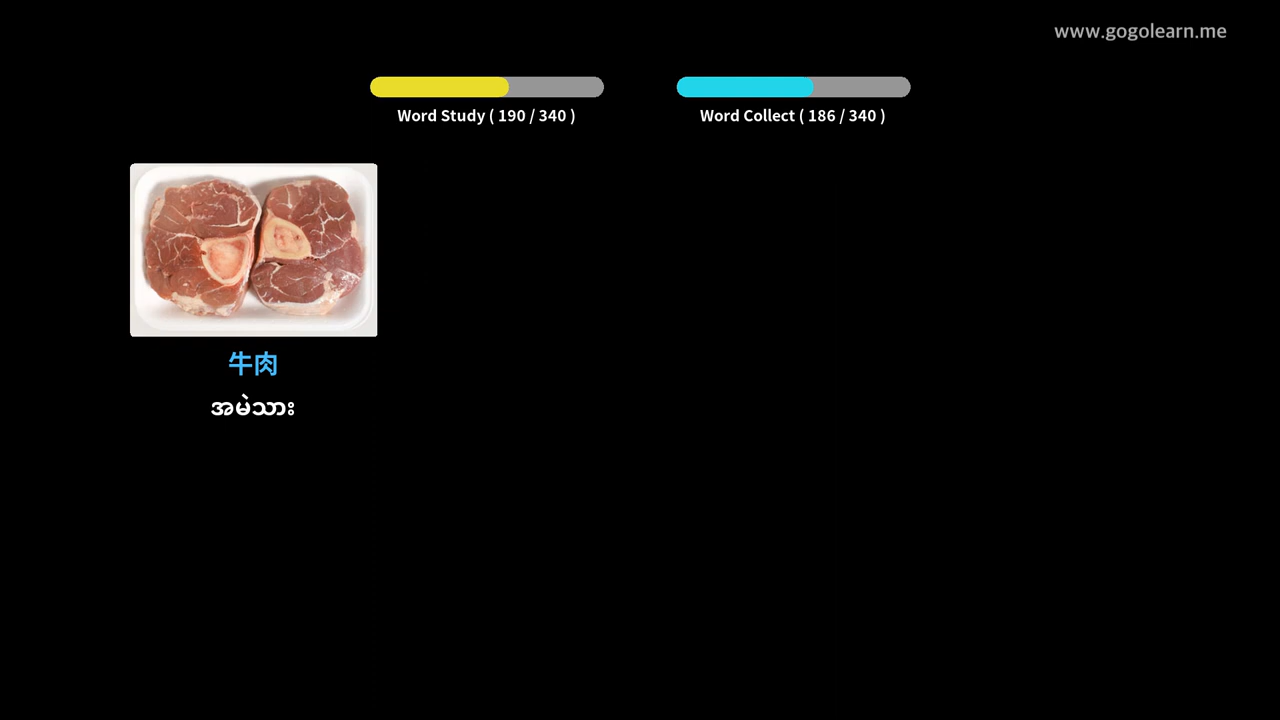 www.gogolearn.me
Word Study ( 190 / 340 )
Word Collect ( 186 / 340 )
牛肉
အမဲသား